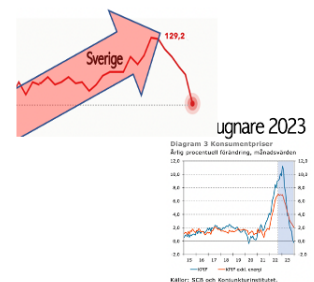 129,2
Sverige
ugnare 2023
Diagram 3 Konsumentpriser
Årlig procentuell förändring, månadsvärden
12,0 12,0
10,0 10,0
8,0 8,0
6,0 6,0
4,0 4,0
2,0 2,0
0,0 0,0
-2,0 -2,0
15 16 17 18 19 20 21 22 23
KPIF KPIF exkl. energi
Källor: SCB och Konjunkturinstitutet.